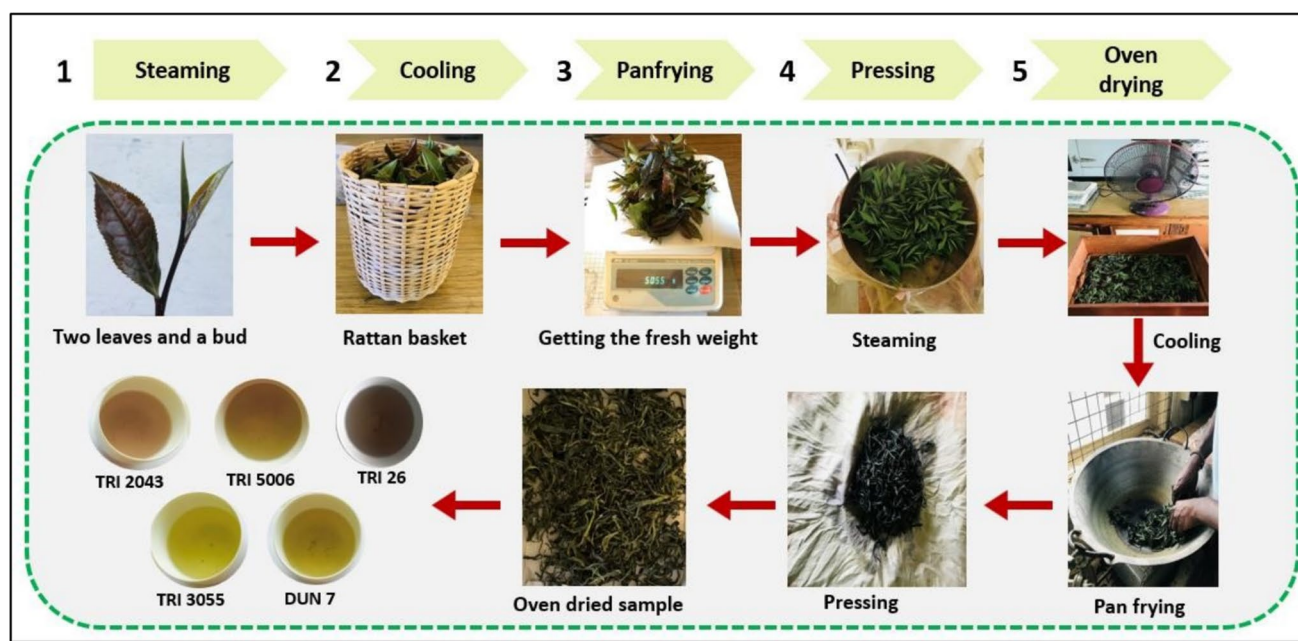 1 Steaming 2 Cooling 3 Panfrying 4 Pressing 5 Oven
drying
Two leaves and a bud
Rattan basket
5055
Getting the fresh weight
Steaming
Cooling
TRI 2043
TRI 5006
TRI 26
TRI 3055
DUN 7
Oven dried sample
Pressing
Pan frying